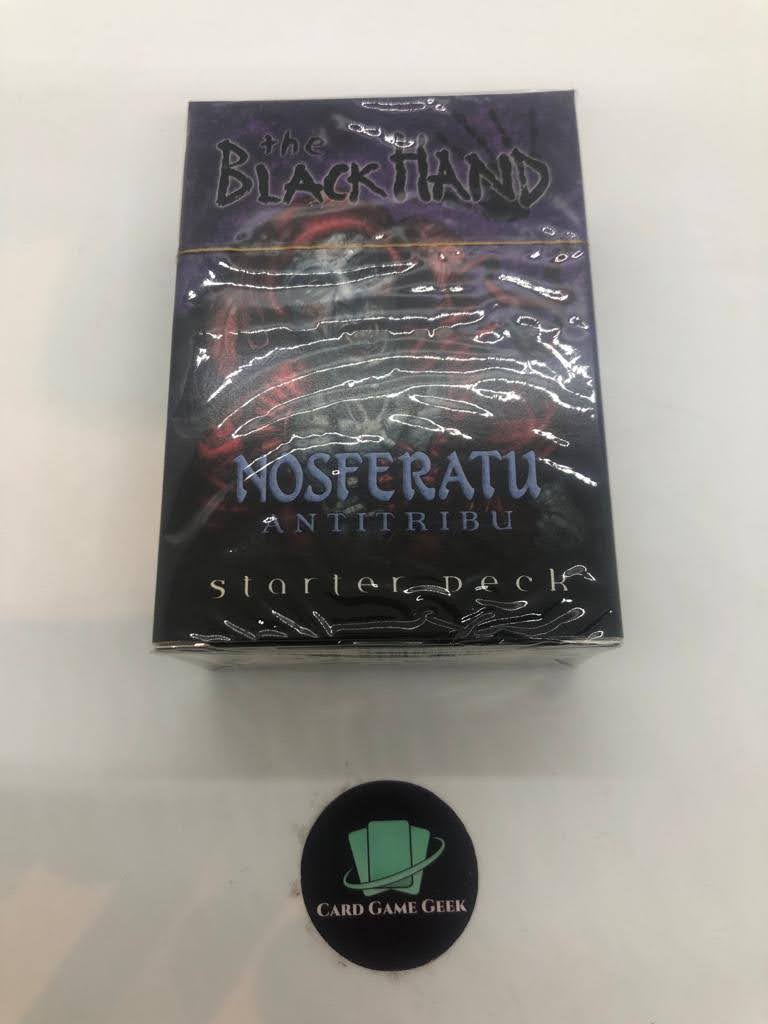 the
BLACK HAND
NOSFERATU
ANTITRIBU
starter deck
CARD GAME GEEK